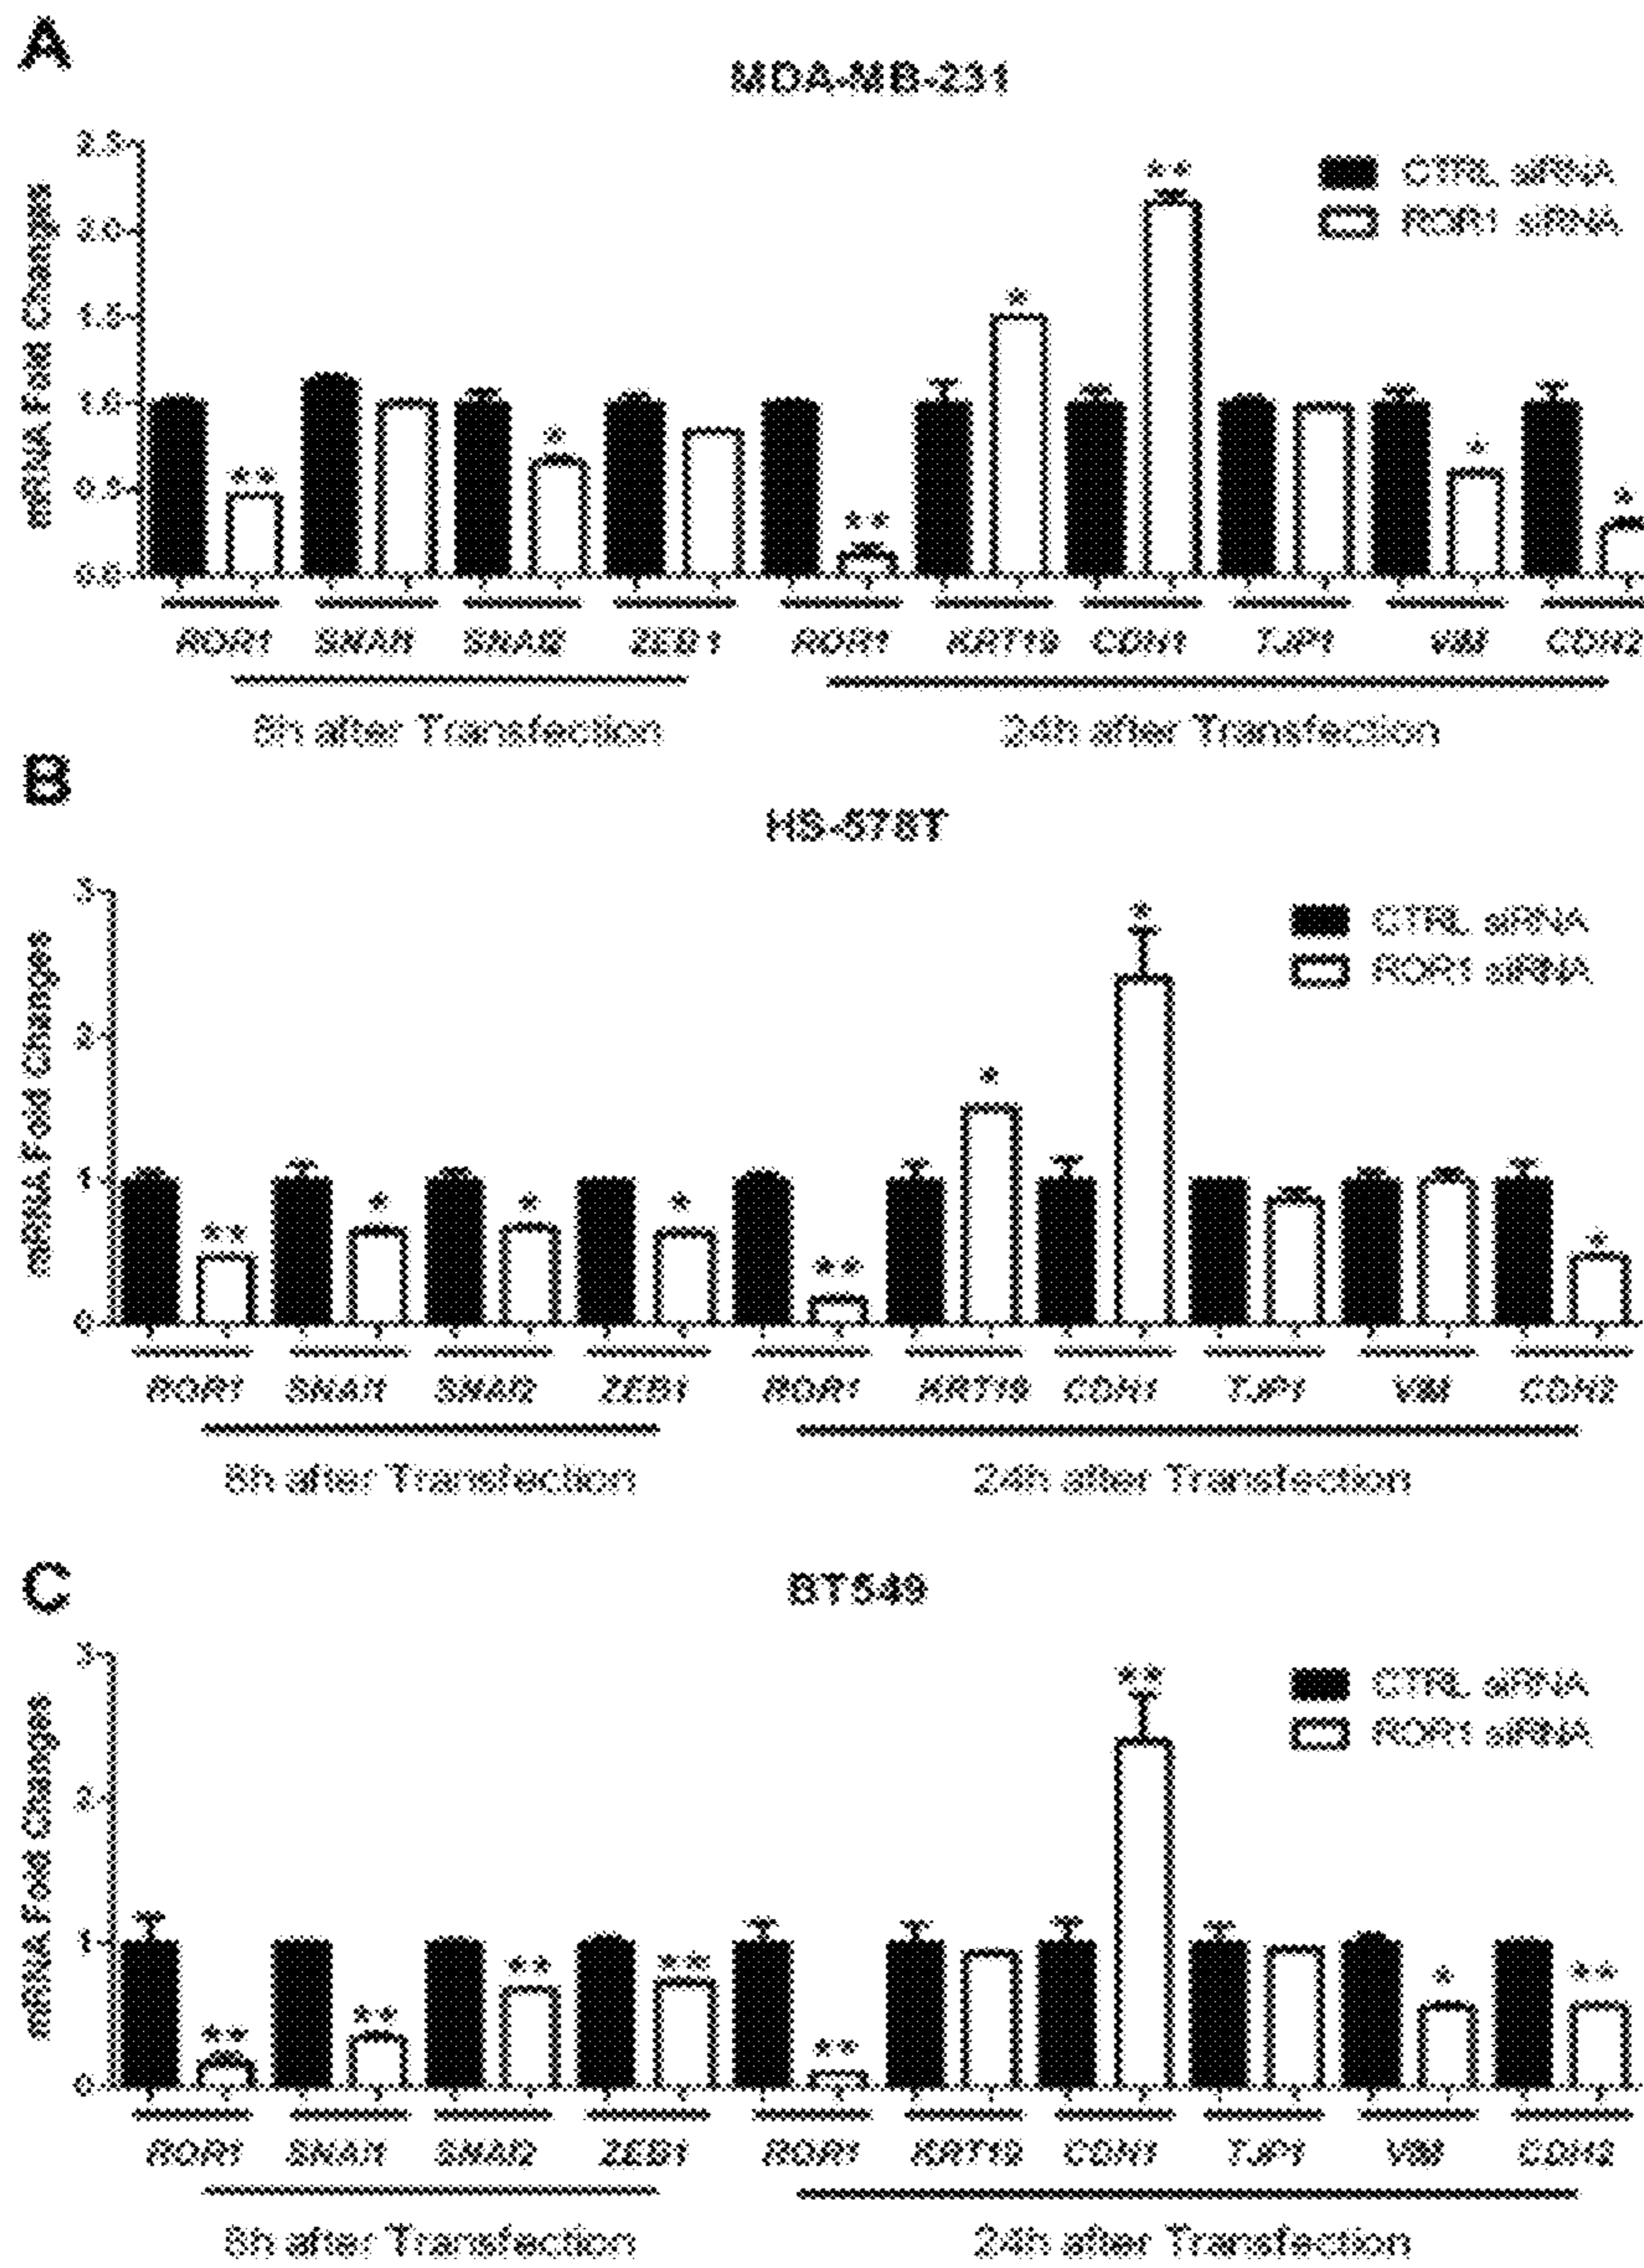 A
MDA-MB-231
mRNA Fold Changes
2.5
2.0
1.5
1.0
0.5
0.0
CTRL siRNA
ROR1 siRNA
** * ** * ** * *
ROR1 SNAI1 SNAI2 ZEB1 ROR1 KRT19 CDH1 TJP1 VIM CDH2
8h after Transfection 24h after Transfection
B
HS-578T
mRNA Fold Changes
3
2
1
0
CTRL siRNA
ROR1 siRNA
** * * * ** * * *
ROR1 SNAI1 SNAI2 ZEB1 ROR1 KRT19 CDH1 TJP1 VIM CDH2
8h after Transfection 24h after Transfection
C
BT549
mRNA Fold Changes
3
2
1
0
CTRL siRNA
ROR1 siRNA
** ** ** ** ** ** * **
ROR1 SNAI1 SNAI2 ZEB1 ROR1 KRT19 CDH1 TJP1 VIM CDH2
8h after Transfection 24h after Transfection